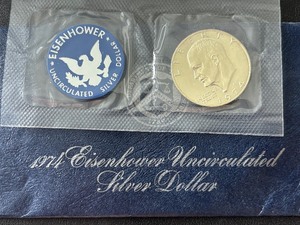 EISENHOWER
DOLLAR
UNCIRCULATED SILVER
1974 Eisenhower Uncirculated
Silver Dollar